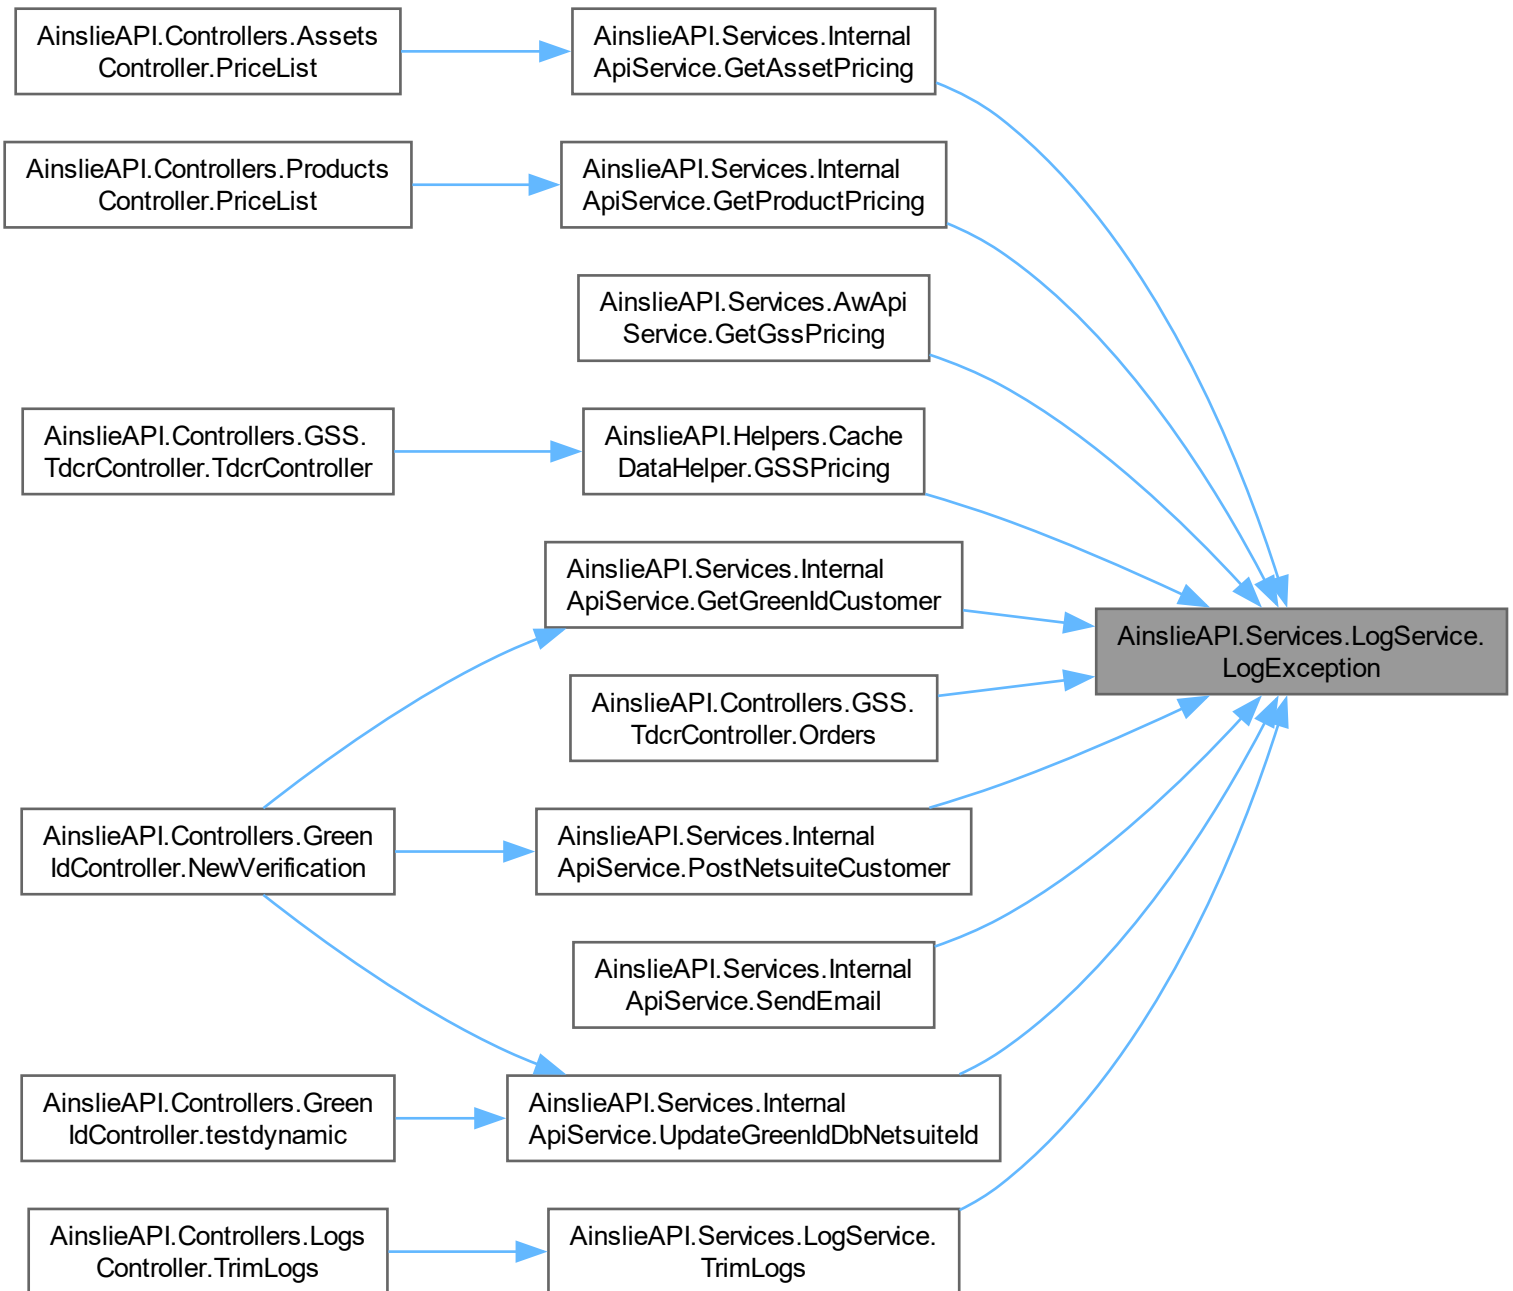 AinslieAPI.Controllers.Assets
Controller.PriceList
AinslieAPI.Services.Internal
ApiService.GetAssetPricing
AinslieAPI.Controllers.Products
Controller.PriceList
AinslieAPI.Services.Internal
ApiService.GetProductPricing
AinslieAPI.Services.AwApi
Service.GetGssPricing
AinslieAPI.Controllers.GSS.
TdcrController.TdcrController
AinslieAPI.Helpers.Cache
DataHelper.GSSPricing
AinslieAPI.Services.Internal
ApiService.GetGreenIdCustomer
AinslieAPI.Services.LogService.
LogException
AinslieAPI.Controllers.GSS.
TdcrController.Orders
AinslieAPI.Controllers.Green
IdController.NewVerification
AinslieAPI.Services.Internal
ApiService.PostNetsuiteCustomer
AinslieAPI.Services.Internal
ApiService.SendEmail
AinslieAPI.Controllers.Green
IdController.testdynamic
AinslieAPI.Services.Internal
ApiService.UpdateGreenIdDbNetsuiteId
AinslieAPI.Controllers.Logs
Controller.TrimLogs
AinslieAPI.Services.LogService.
TrimLogs